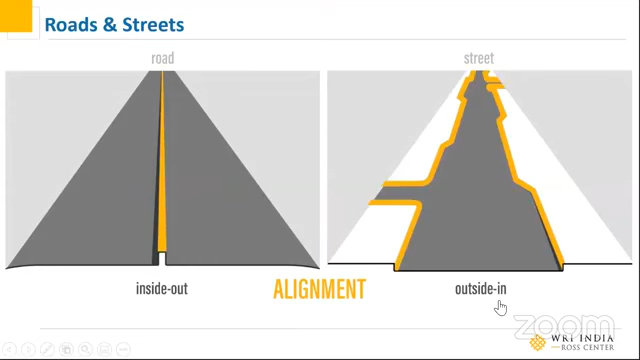 Roads & Streets
road
street
inside-out
ALIGNMENT
outside-in
zoom
WRI INDIA
ROSS CENTER